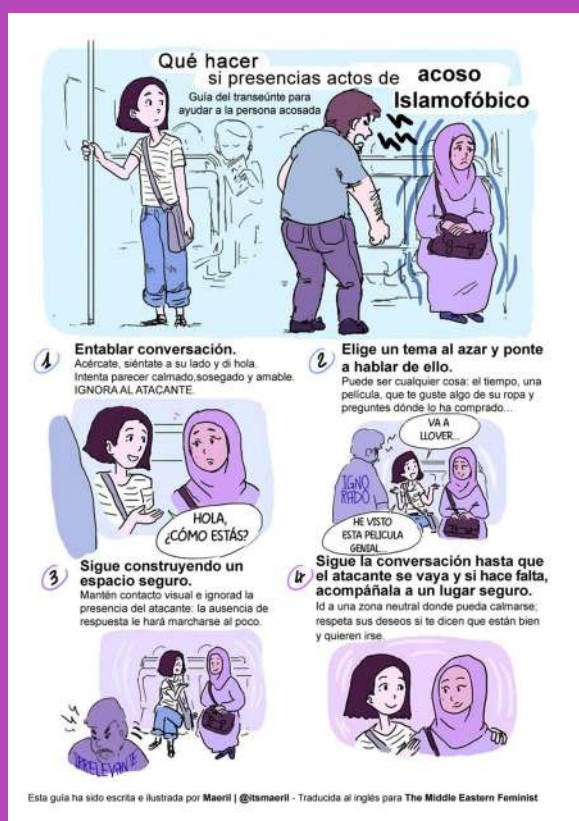 Qué hacer
si presencias actos de acoso
Islamofóbico
Guía del transeúnte para
ayudar a la persona acosada
1 Entablar conversación.
Acércate, siéntate a su lado y di hola.
Intenta parecer calmado,sosegado y amable.
IGNORA AL ATACANTE.
HOLA,
¿CÓMO ESTÁS?
2 Elige un tema al azar y ponte
a hablar de ello.
Puede ser cualquier cosa: el tiempo, una
película, que te guste algo de su ropa y
preguntes dónde lo ha comprado...
VA A
LLOVER...
IGNO
RADO
HE VISTO
ESTA PELICULA
GENIAL...
3 Sigue construyendo un
espacio seguro.
Mantén contacto visual e ignorad la
presencia del atacante: la ausencia de
respuesta le hará marcharse al poco.
IRRELEVANTE
4 Sigue la conversación hasta que
el atacante se vaya y si hace falta,
acompáñala a un lugar seguro.
Id a una zona neutral donde pueda calmarse;
respeta sus deseos si te dicen que están bien
y quieren irse.
Esta guía ha sido escrita e ilustrada por Maeril | @itsmaeril - Traducida al inglés para The Middle Eastern Feminist